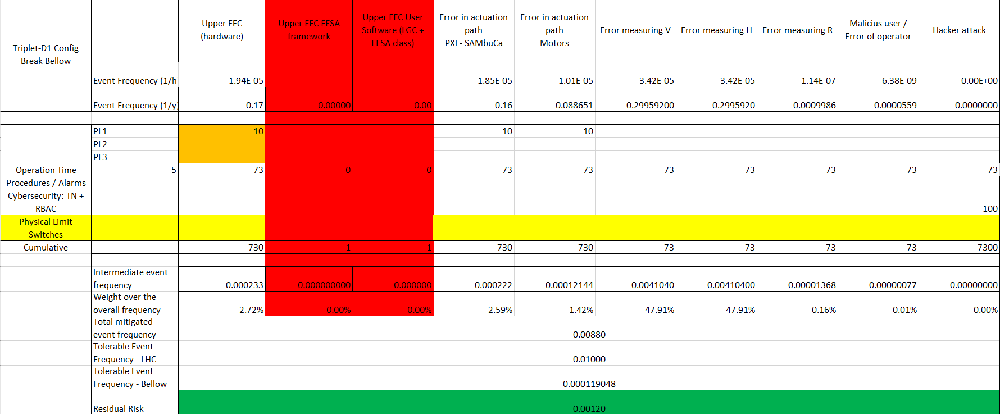 Upper FEC Upper FEC FESA Upper FEC User Error in actuation Error in actuation Error measuring V Error measuring H Error measuring R Malicius user / Hacker attack
(hardware) framework Software (LGC + path path Error of operator
FESA class) PXI - SAMbuCa Motors
Triplet-D1 Config
Break Bellow
Event Frequency (1/h) 1.94E-05 1.85E-05 1.01E-05 3.42E-05 3.42E-05 1.14E-07 6.38E-09 0.00E+00
Event Frequency (1/y) 0.17 0.00000 0.00 0.16 0.088651 0.29959200 0.2995920 0.0009986 0.0000559 0.0000000
PL1 10 10 10
PL2
PL3
Operation Time 5 73 0 0 73 73 73 73 73 73 73
Procedures / Alarms
Cybersecurity: TN +
RBAC 100
Physical Limit
Switches
Cumulative 730 1 1 730 730 73 73 73 73 7300
Intermediate event
frequency 0.000233 0.000000000 0.000000 0.000222 0.00012144 0.0041040 0.00410400 0.00001368 0.00000077 0.00000000
Weight over the
overall frequency 2.72% 0.00% 0.00% 2.59% 1.42% 47.91% 47.91% 0.16% 0.01% 0.00%
Total mitigated
event frequency 0.00880
Tolerable Event
Frequency - LHC 0.01000
Tolerable Event
Frequency - Bellow 0.000119048
Residual Risk 0.00120